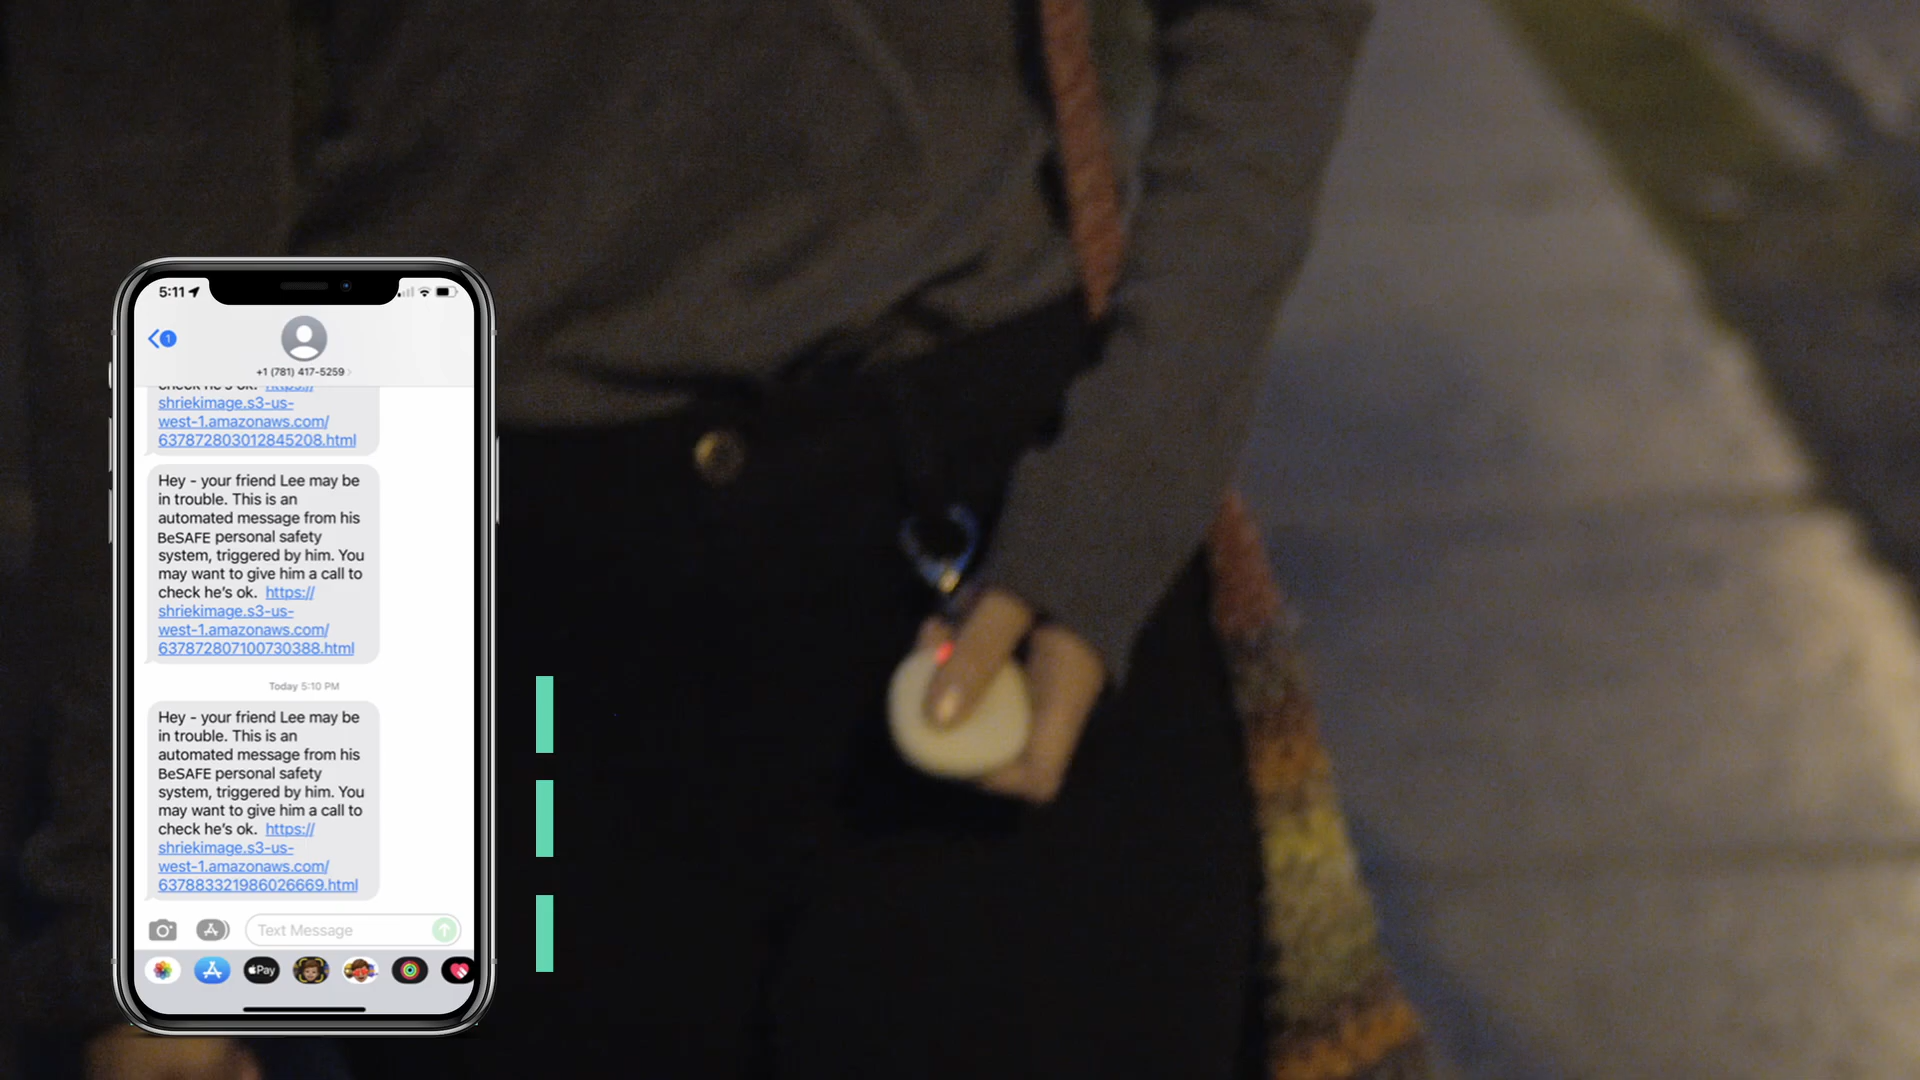 5:11
1
+1 (781) 417-5259
check he's ok. https://
shriekimage.s3-us-
west-1.amazonaws.com/
637872803012845208.html
Hey - your friend Lee may be
in trouble. This is an
automated message from his
BeSAFE personal safety
system, triggered by him. You
may want to give him a call to
check he's ok. https://
shriekimage.s3-us-
west-1.amazonaws.com/
637872807100730388.html
Today 5:10 PM
Hey - your friend Lee may be
in trouble. This is an
automated message from his
BeSAFE personal safety
system, triggered by him. You
may want to give him a call to
check he's ok. https://
shriekimage.s3-us-
west-1.amazonaws.com/
637883321986026669.html
Text Message
Pay